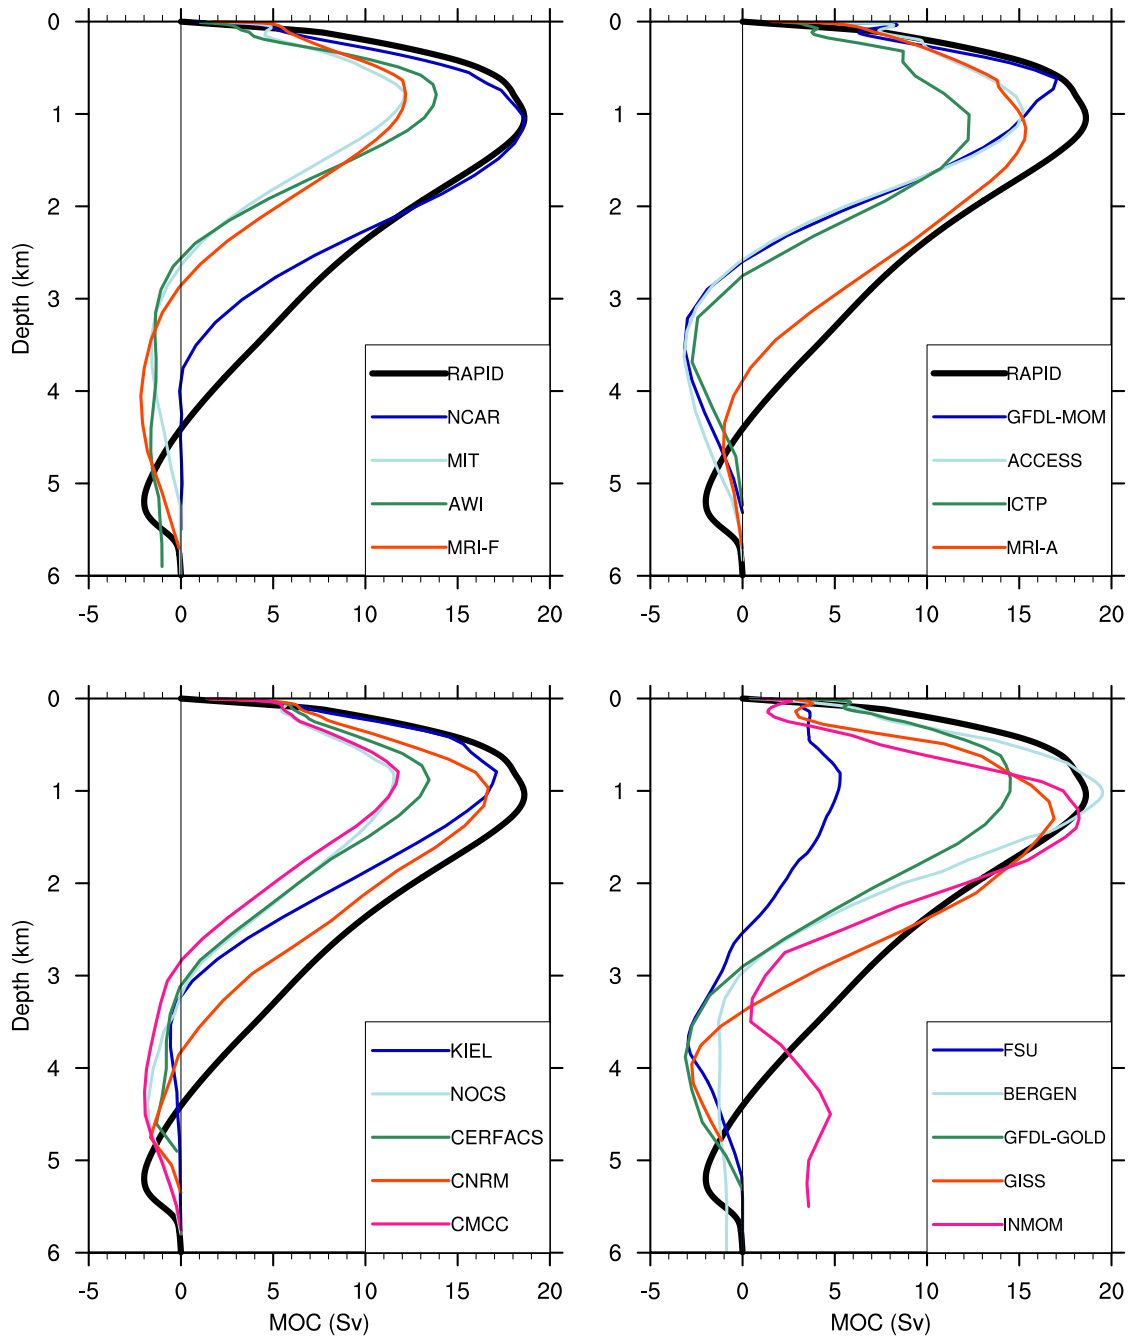 0
1
2
3
4
5
6
Depth (km)
-5 0 5 10 15 20
RAPID
NCAR
MIT
AWI
MRI-F
0
1
2
3
4
5
6
-5 0 5 10 15 20
RAPID
GFDL-MOM
ACCESS
ICTP
MRI-A
0
1
2
3
4
5
6
Depth (km)
-5 0 5 10 15 20
MOC (Sv)
KIEL
NOCS
CERFACS
CNRM
CMCC
0
1
2
3
4
5
6
-5 0 5 10 15 20
MOC (Sv)
FSU
BERGEN
GFDL-GOLD
GISS
INMOM